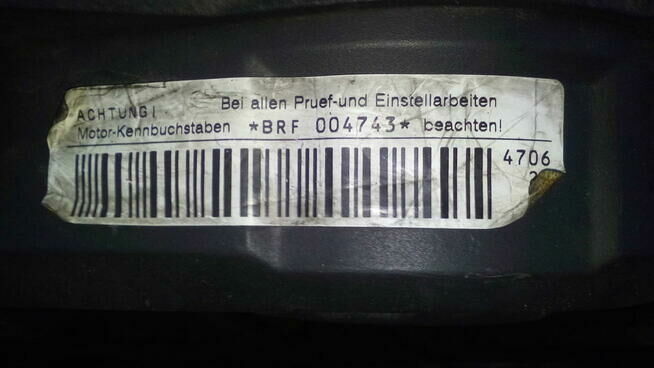 ACHTUNG! Bei allen Pruef-und Einstellarbeiten
Motor-Kennbuchstaben *BRF 004743* beachten!
4706